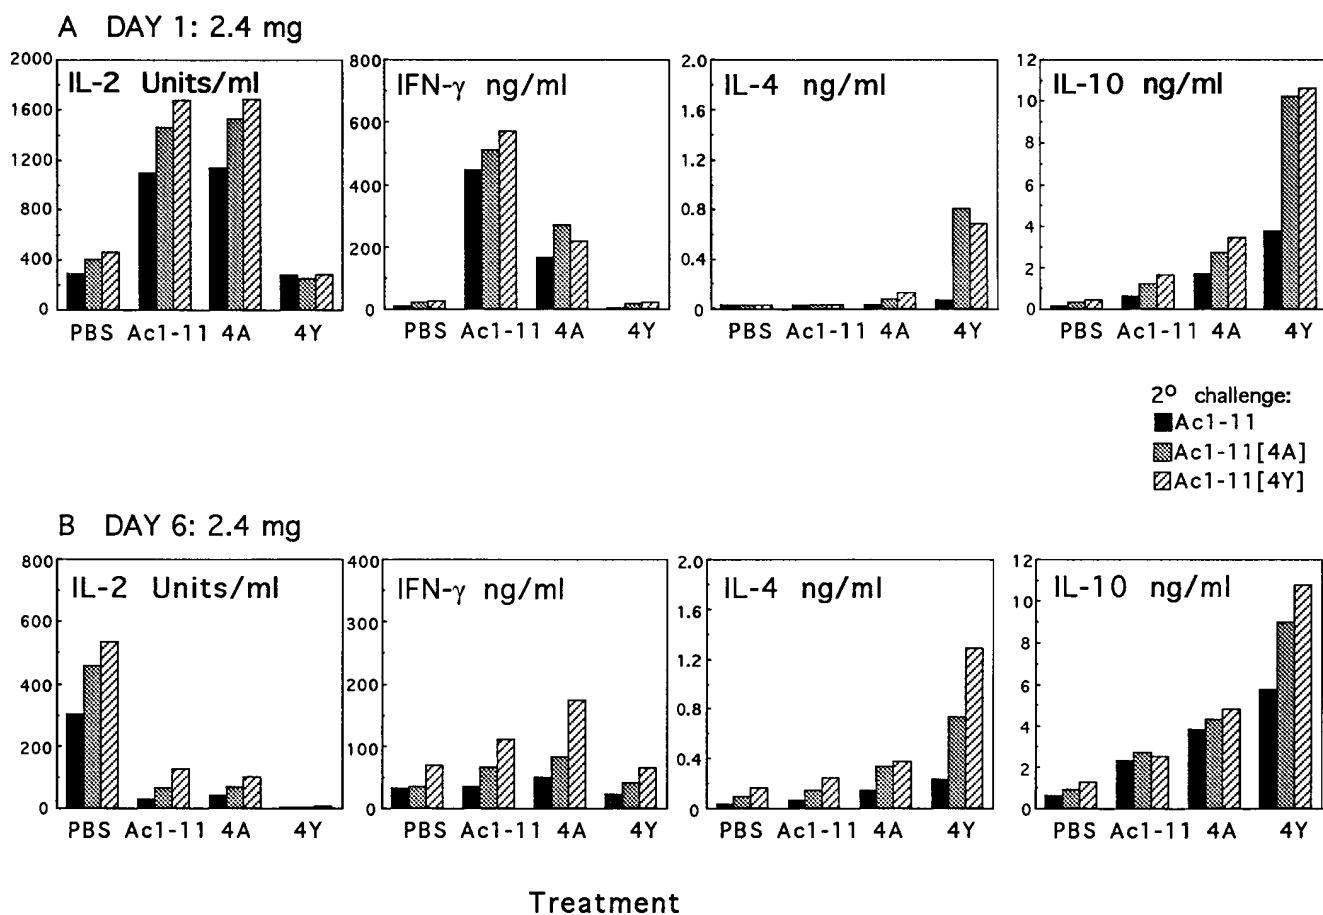 A DAY 1: 2.4 mg
IL-2 Units/ml
2000
1600
1200
800
400
0
PBS Ac1-11 4A 4Y
IFN-γ ng/ml
800
600
400
200
0
PBS Ac1-11 4A 4Y
IL-4 ng/ml
2.0
1.6
1.2
0.8
0.4
0
PBS Ac1-11 4A 4Y
IL-10 ng/ml
12
10
8
6
4
2
0
PBS Ac1-11 4A 4Y
2º challenge:
Ac1-11
Ac1-11[4A]
Ac1-11[4Y]
B DAY 6: 2.4 mg
IL-2 Units/ml
800
600
400
200
0
PBS Ac1-11 4A 4Y
IFN-γ ng/ml
400
300
200
100
0
PBS Ac1-11 4A 4Y
IL-4 ng/ml
2.0
1.6
1.2
0.8
0.4
0
PBS Ac1-11 4A 4Y
IL-10 ng/ml
12
10
8
6
4
2
0
PBS Ac1-11 4A 4Y
Treatment